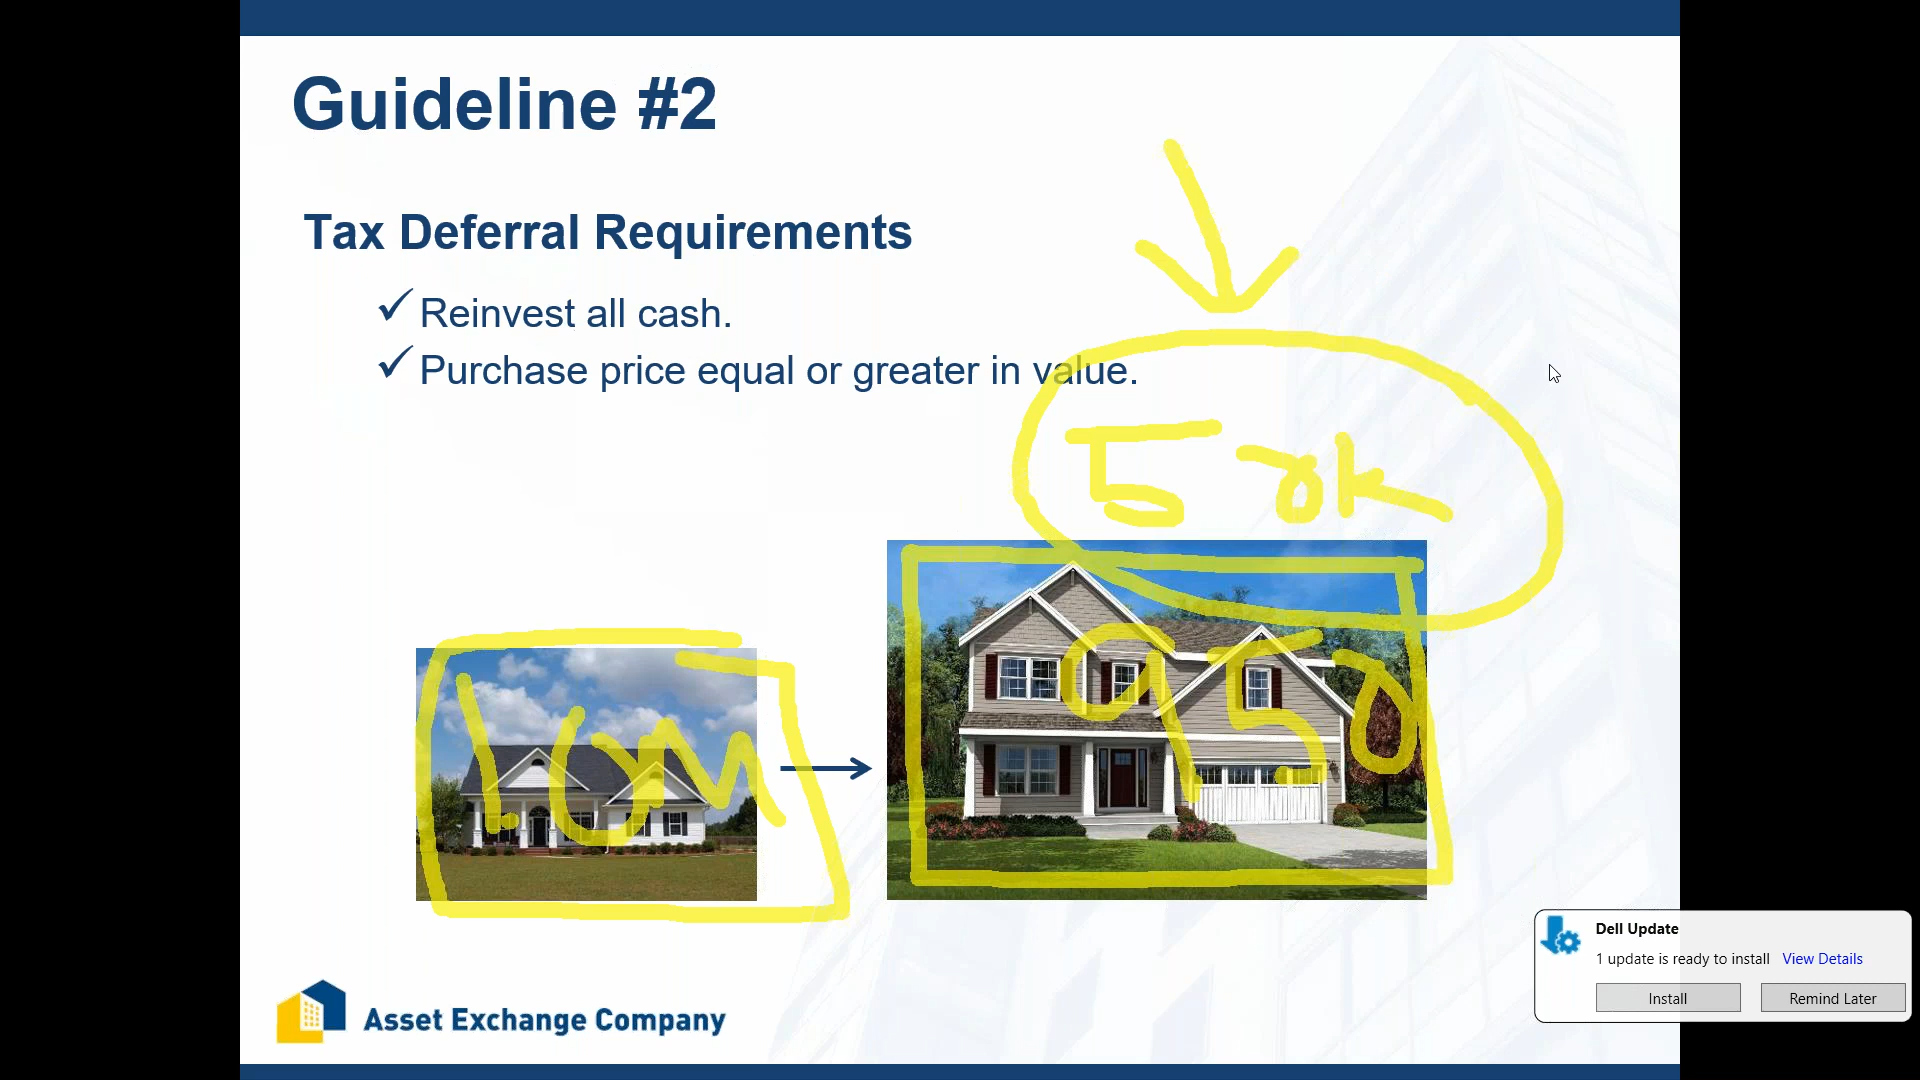 Guideline #2
Tax Deferral Requirements
✓ Reinvest all cash.
✓ Purchase price equal or greater in value.
50k
1.0m
950
Dell Update
1 update is ready to install View Details
Install Remind Later
Asset Exchange Company